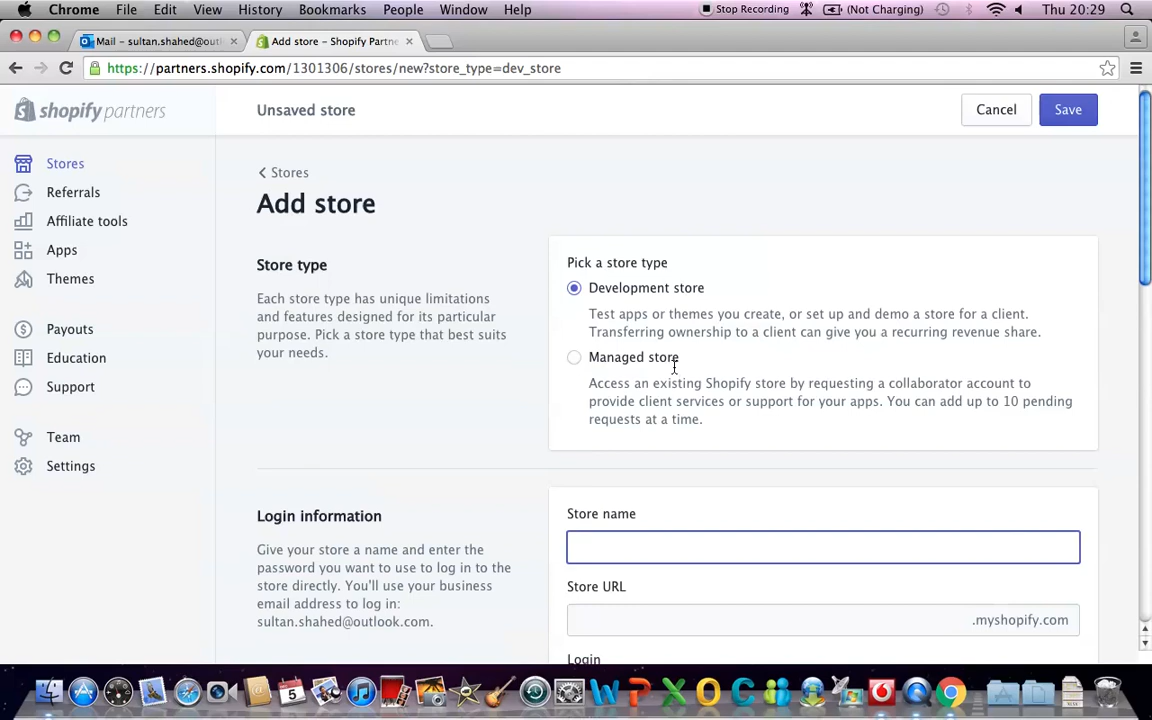 Chrome File Edit View History Bookmarks People Window Help Stop Recording (Not Charging) Thu 20:29
Mail – sultan.shahed@outl × Add store – Shopify Partne ×
https://partners.shopify.com/1301306/stores/new?store_type=dev_store
shopify partners
Unsaved store
Cancel
Save
Stores
Referrals
Affiliate tools
Apps
Themes
Payouts
Education
Support
Team
Settings
Stores
Add store
Store type
Each store type has unique limitations
and features designed for its particular
purpose. Pick a store type that best suits
your needs.
Pick a store type
Development store
Test apps or themes you create, or set up and demo a store for a client.
Transferring ownership to a client can give you a recurring revenue share.
Managed store
Access an existing Shopify store by requesting a collaborator account to
provide client services or support for your apps. You can add up to 10 pending
requests at a time.
Login information
Give your store a name and enter the
password you want to use to log in to the
store directly. You'll use your business
email address to log in:
sultan.shahed@outlook.com.
Store name
Store URL
.myshopify.com
Login
5